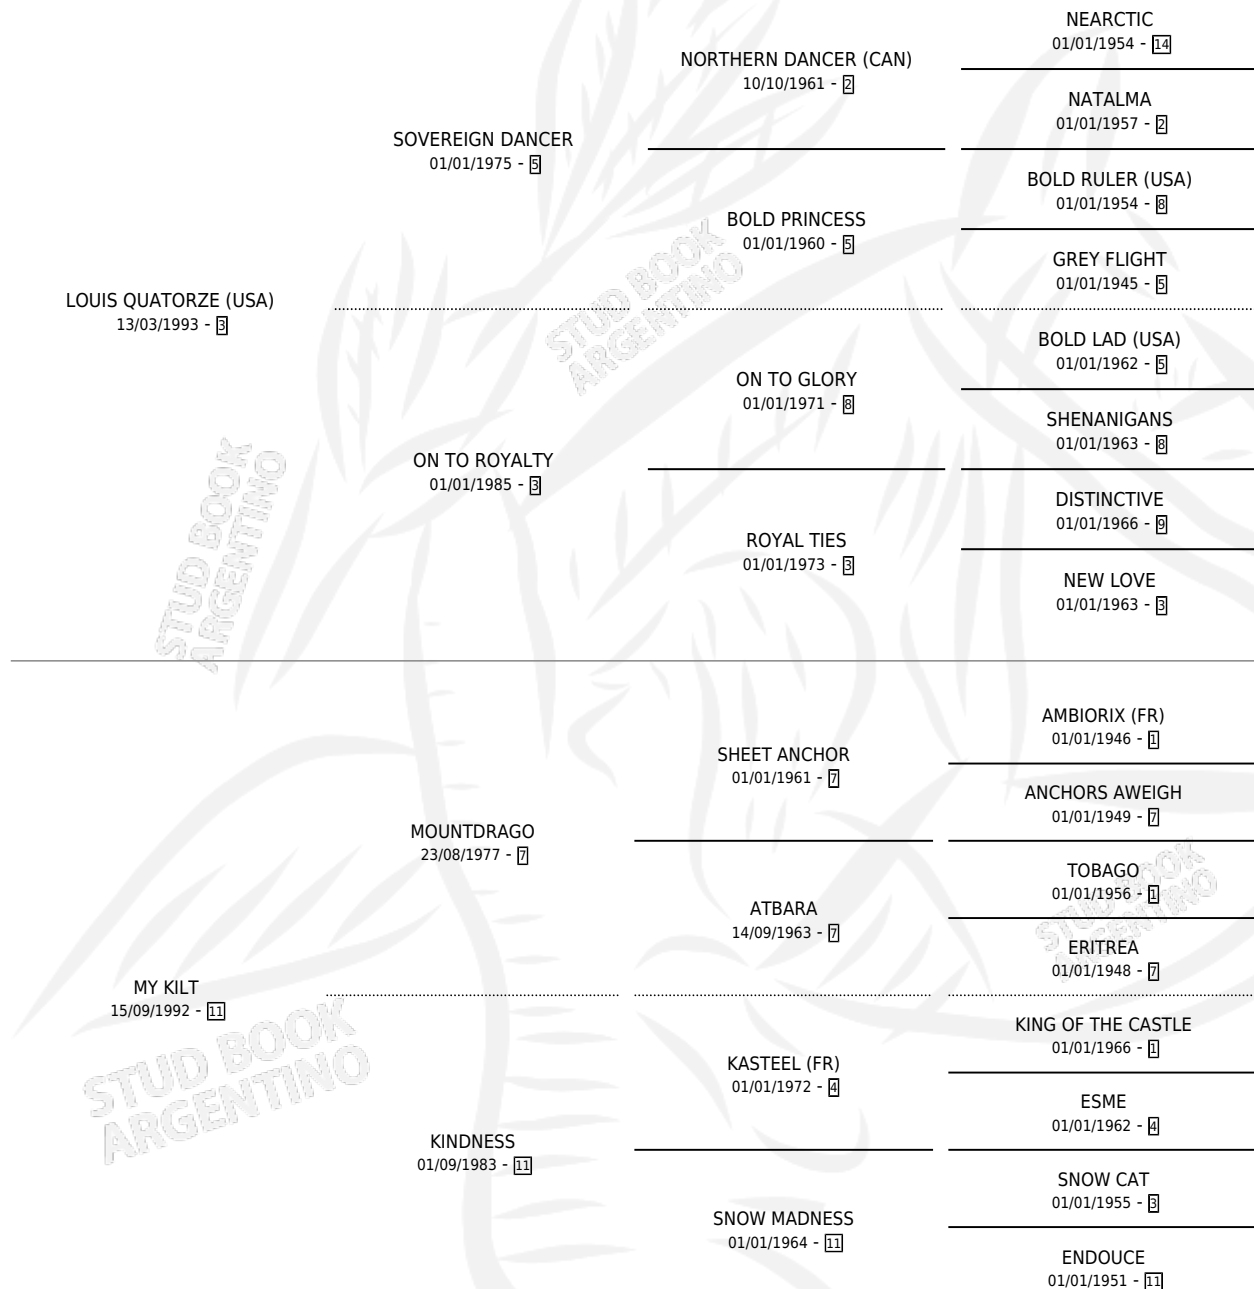 NEARCTIC
01/01/1954 - 14
NORTHERN DANCER (CAN)
10/10/1961 - 2
NATALMA
01/01/1957 - 2
SOVEREIGN DANCER
01/01/1975 - 5
BOLD RULER (USA)
01/01/1954 - 8
BOLD PRINCESS
01/01/1960 - 5
GREY FLIGHT
01/01/1945 - 5
LOUIS QUATORZE (USA)
13/03/1993 - 3
BOLD LAD (USA)
01/01/1962 - 5
ON TO GLORY
01/01/1971 - 8
SHENANIGANS
01/01/1963 - 8
ON TO ROYALTY
01/01/1985 - 3
DISTINCTIVE
01/01/1966 - 9
ROYAL TIES
01/01/1973 - 3
NEW LOVE
01/01/1963 - 3
AMBIORIX (FR)
01/01/1946 - 1
SHEET ANCHOR
01/01/1961 - 7
ANCHORS AWEIGH
01/01/1949 - 7
MOUNTDRAGO
23/08/1977 - 7
TOBAGO
01/01/1956 - 1
ATBARA
14/09/1963 - 7
ERITREA
01/01/1948 - 7
MY KILT
15/09/1992 - 11
KING OF THE CASTLE
01/01/1966 - 1
KASTEEL (FR)
01/01/1972 - 4
ESME
01/01/1962 - 4
KINDNESS
01/09/1983 - 11
SNOW CAT
01/01/1955 - 3
SNOW MADNESS
01/01/1964 - 11
ENDOUCE
01/01/1951 - 11
STUD BOOK
ARGENTINO
STUD BOOK
ARGENTINO
STUD BOOK
ARGENTINO
STUD BOOK
ARGENTINO